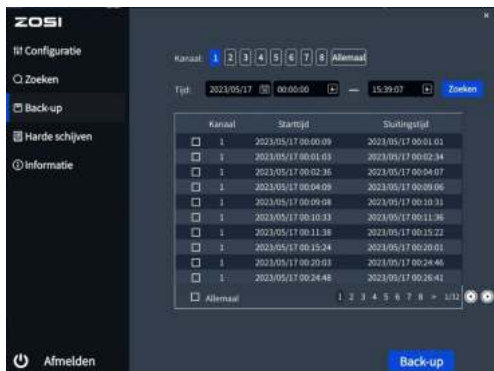 ZOSI
Configuratie
Zoeken
Back-up
Harde schijven
Informatie
Afmelden
Kanaal: 1 2 3 4 5 6 7 8 Allemaal
Tijd: 2023/05/17 00:00:00 — 15:39:07 Zoeken
Kanaal Starttijd Sluitingstijd
1 2023/05/17 00:00:09 2023/05/17 00:01:01
1 2023/05/17 00:01:03 2023/05/17 00:02:34
1 2023/05/17 00:02:36 2023/05/17 00:04:07
1 2023/05/17 00:04:09 2023/05/17 00:09:06
1 2023/05/17 00:09:08 2023/05/17 00:10:31
1 2023/05/17 00:10:33 2023/05/17 00:11:36
1 2023/05/17 00:11:38 2023/05/17 00:15:22
1 2023/05/17 00:15:24 2023/05/17 00:20:01
1 2023/05/17 00:20:03 2023/05/17 00:24:46
1 2023/05/17 00:24:48 2023/05/17 00:26:41
Allemaal 1 2 3 4 5 6 7 8 > 1/12
Back-up